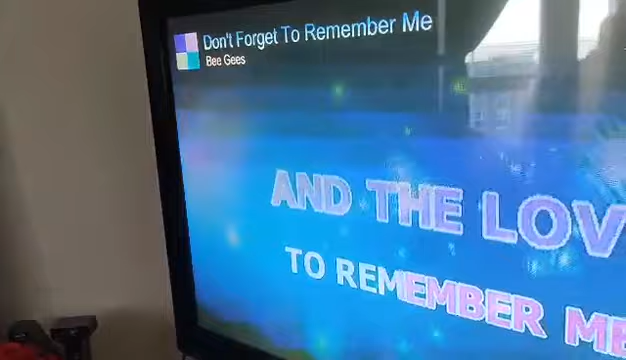 Don't Forget To Remember Me
Bee Gees
AND THE LOV
TO REMEMBER ME